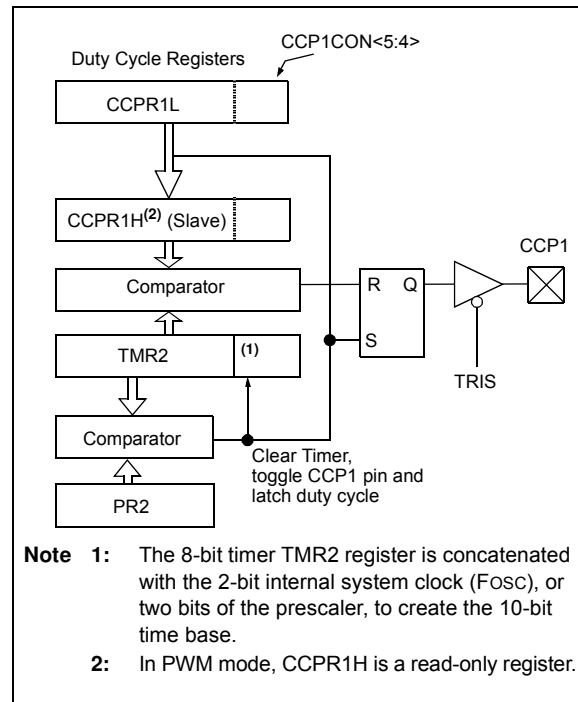 CCP1CON<5:4>
Duty Cycle Registers
CCPR1L
CCPR1H(2) (Slave)
CCP1
Comparator
R Q
TMR2
(1)
S
TRIS
Comparator
Clear Timer,
toggle CCP1 pin and
latch duty cycle
PR2
Note 1: The 8-bit timer TMR2 register is concatenated
with the 2-bit internal system clock (FOSC), or
two bits of the prescaler, to create the 10-bit
time base.
2: In PWM mode, CCPR1H is a read-only register.